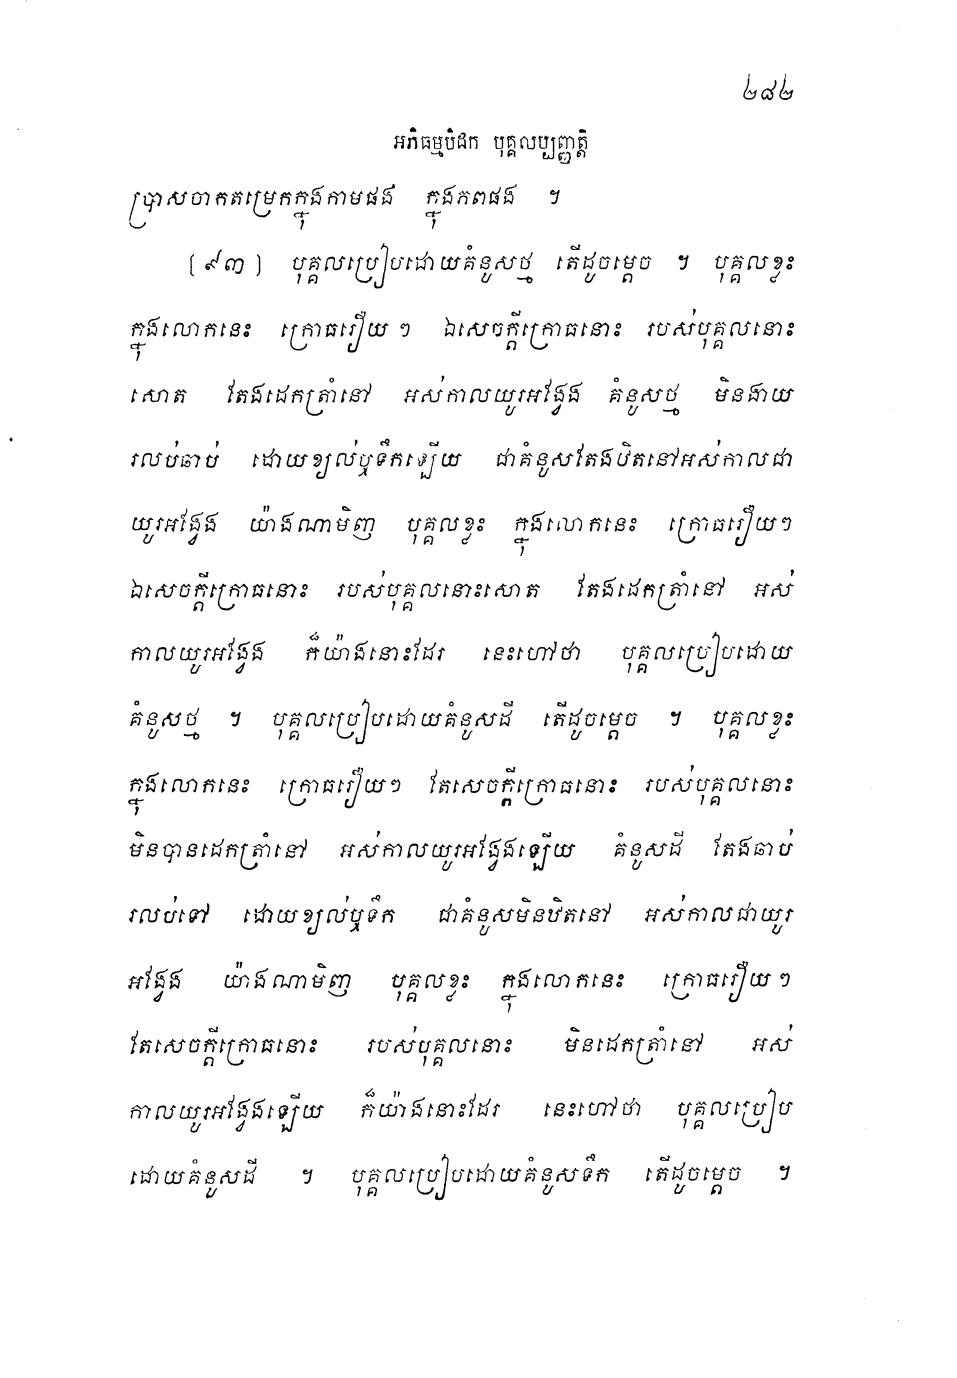 ២៨២
អភិធម្មបិដក បុគ្គលប្បញ្ញត្តិ
ប្រាសចាកតម្រេកក្នុងកាមផង ក្នុងភពផង ។
[៩៣] បុគ្គលប្រៀបដោយគំនូសថ្ម តើដូចម្តេច ។ បុគ្គលខ្លះ
ក្នុងលោកនេះ ក្រោធរឿយៗ ឯសេចក្តីក្រោធនោះ របស់បុគ្គលនោះ
សោត តែងដេកត្រាំនៅ អស់កាលយូរអង្វែង គំនូសថ្ម មិនងាយ
រលប់ឆាប់ ដោយខ្យល់ឬទឹកឡើយ ជាគំនូសតែងឋិតនៅអស់កាលជា
យូរអង្វែង យ៉ាងណាមិញ បុគ្គលខ្លះ ក្នុងលោកនេះ ក្រោធរឿយៗ
ឯសេចក្តីក្រោធនោះ របស់បុគ្គលនោះសោត តែងដេកត្រាំនៅ អស់
កាលយូរអង្វែង ក៏យ៉ាងនោះដែរ នេះហៅថា បុគ្គលប្រៀបដោយ
គំនូសថ្ម ។ បុគ្គលប្រៀបដោយគំនូសដី តើដូចម្តេច ។ បុគ្គលខ្លះ
ក្នុងលោកនេះ ក្រោធរឿយៗ តែសេចក្តីក្រោធនោះ របស់បុគ្គលនោះ
មិនបានដេកត្រាំនៅ អស់កាលយូរអង្វែងឡើយ គំនូសដី តែងឆាប់
រលប់ទៅ ដោយខ្យល់ឬទឹក ជាគំនូសមិនឋិតនៅ អស់កាលជាយូរ
អង្វែង យ៉ាងណាមិញ បុគ្គលខ្លះ ក្នុងលោកនេះ ក្រោធរឿយៗ
តែសេចក្តីក្រោធនោះ របស់បុគ្គលនោះ មិនដេកត្រាំនៅ អស់
កាលយូរអង្វែងឡើយ ក៏យ៉ាងនោះដែរ នេះហៅថា បុគ្គលប្រៀប
ដោយគំនូសដី ។ បុគ្គលប្រៀបដោយគំនូសទឹក តើដូចម្តេច ។